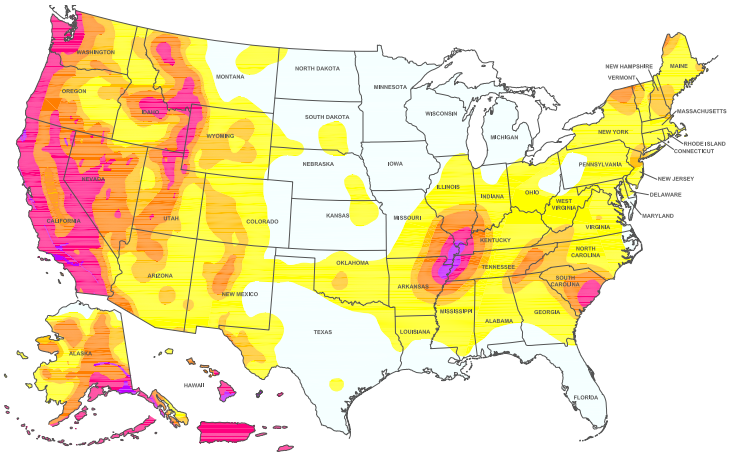 WASHINGTON
MONTANA
NORTH DAKOTA
MINNESOTA
NEW HAMPSHIRE
VERMONT
MAINE
OREGON
IDAHO
WYOMING
SOUTH DAKOTA
WISCONSIN
MICHIGAN
MASSACHUSETTS
NEW YORK
RHODE ISLAND
CONNECTICUT
NEVADA
UTAH
COLORADO
NEBRASKA
IOWA
ILLINOIS
INDIANA
OHIO
PENNSYLVANIA
NEW JERSEY
DELAWARE
MARYLAND
CALIFORNIA
KANSAS
MISSOURI
KENTUCKY
WEST
VIRGINIA
VIRGINIA
ARIZONA
NEW MEXICO
OKLAHOMA
ARKANSAS
TENNESSEE
NORTH
CAROLINA
SOUTH
CAROLINA
TEXAS
LOUISIANA
MISSISSIPPI
ALABAMA
GEORGIA
FLORIDA
ALASKA
HAWAII